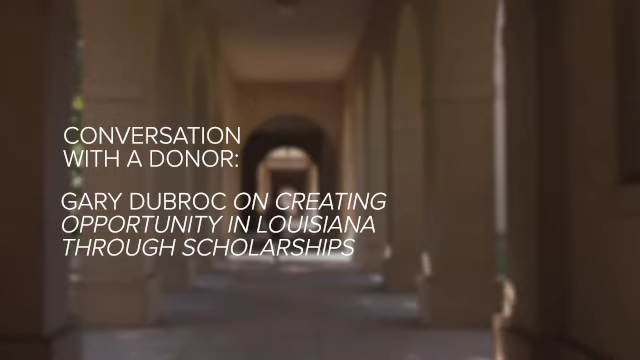 CONVERSATION
WITH A DONOR:
GARY DUBROC ON CREATING
OPPORTUNITY IN LOUISIANA
THROUGH SCHOLARSHIPS